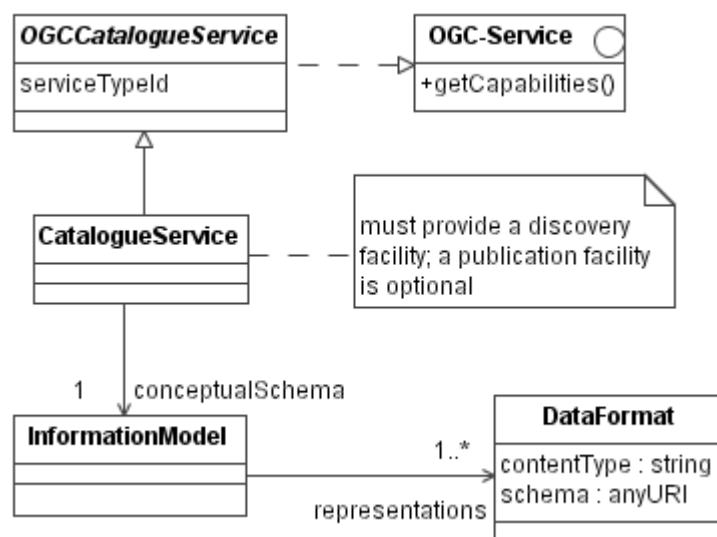 OGCCatalogueService
serviceTypeId
OGC-Service
+getCapabilities()
CatalogueService
must provide a discovery
facility; a publication facility
is optional
1
conceptualSchema
InformationModel
1..*
representations
DataFormat
contentType : string
schema : anyURI